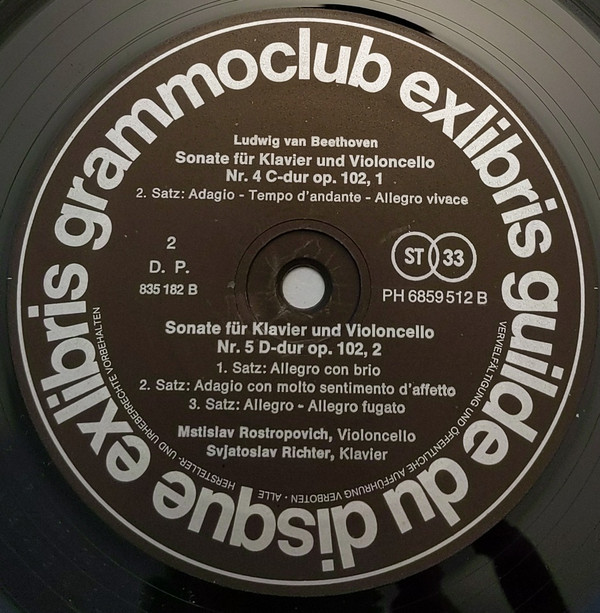 grammoclub exlibris guilde du disque exlibris
Ludwig van Beethoven
Sonate für Klavier und Violoncello
Nr. 4 C-dur op. 102, 1
2. Satz: Adagio - Tempo d'andante - Allegro vivace
2
D. P.
835 182 B
ST 33
PH 6859 512 B
Sonate für Klavier und Violoncello
Nr. 5 D-dur op. 102, 2
1. Satz: Allegro con brio
2. Satz: Adagio con molto sentimento d'affetto
3. Satz: Allegro - Allegro fugato
Mstislav Rostropovich, Violoncello
Svjatoslav Richter, Klavier
VERVIELFÄLTIGUNG UND ÖFFENTLICHE AUFFÜHRUNG VERBOTEN · ALLE HERSTELLER- UND URHEBERRECHTE VORBEHALTEN